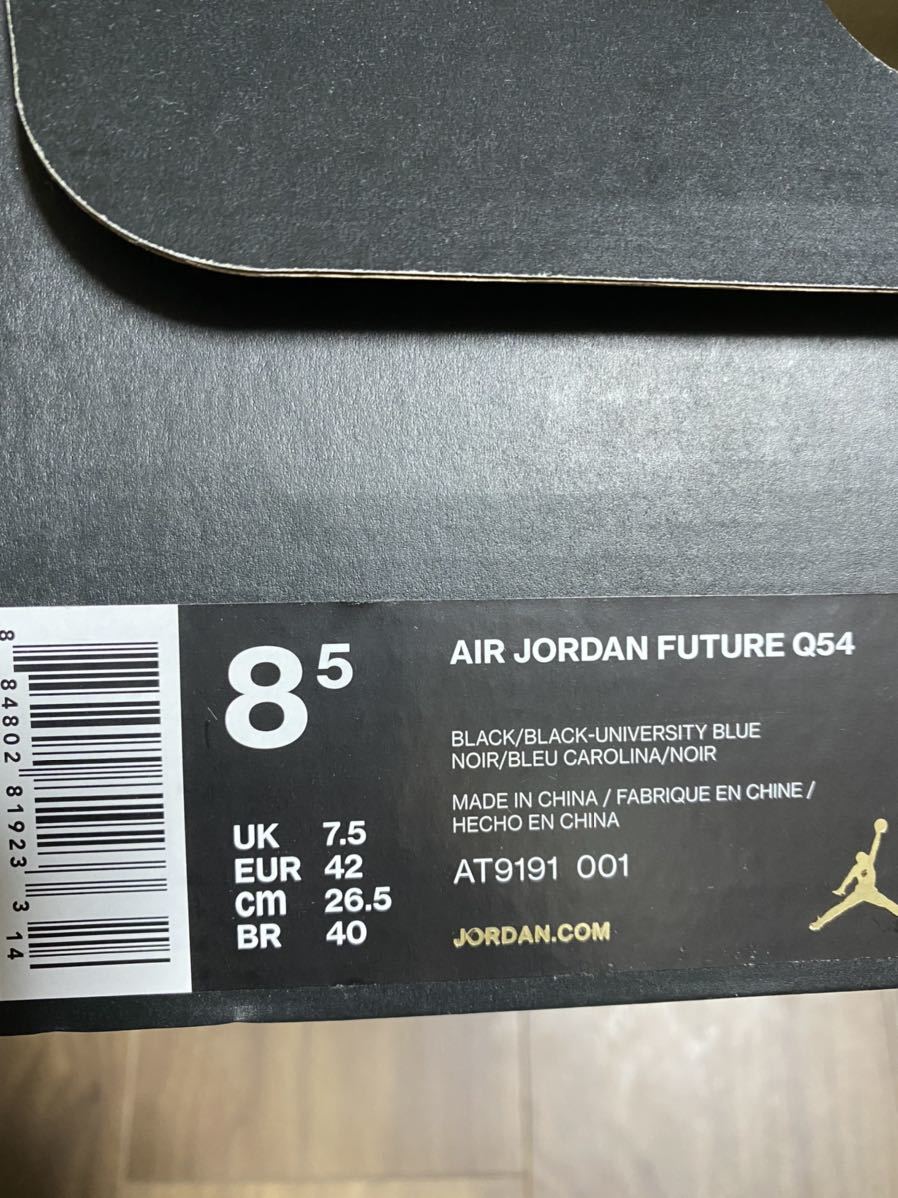 8 84802 81923 3 14
8 5
UK 7.5
EUR 42
cm 26.5
BR 40
AIR JORDAN FUTURE Q54
BLACK/BLACK-UNIVERSITY BLUE
NOIR/BLEU CAROLINA/NOIR
MADE IN CHINA / FABRIQUE EN CHINE /
HECHO EN CHINA
AT9191 001
JORDAN.COM